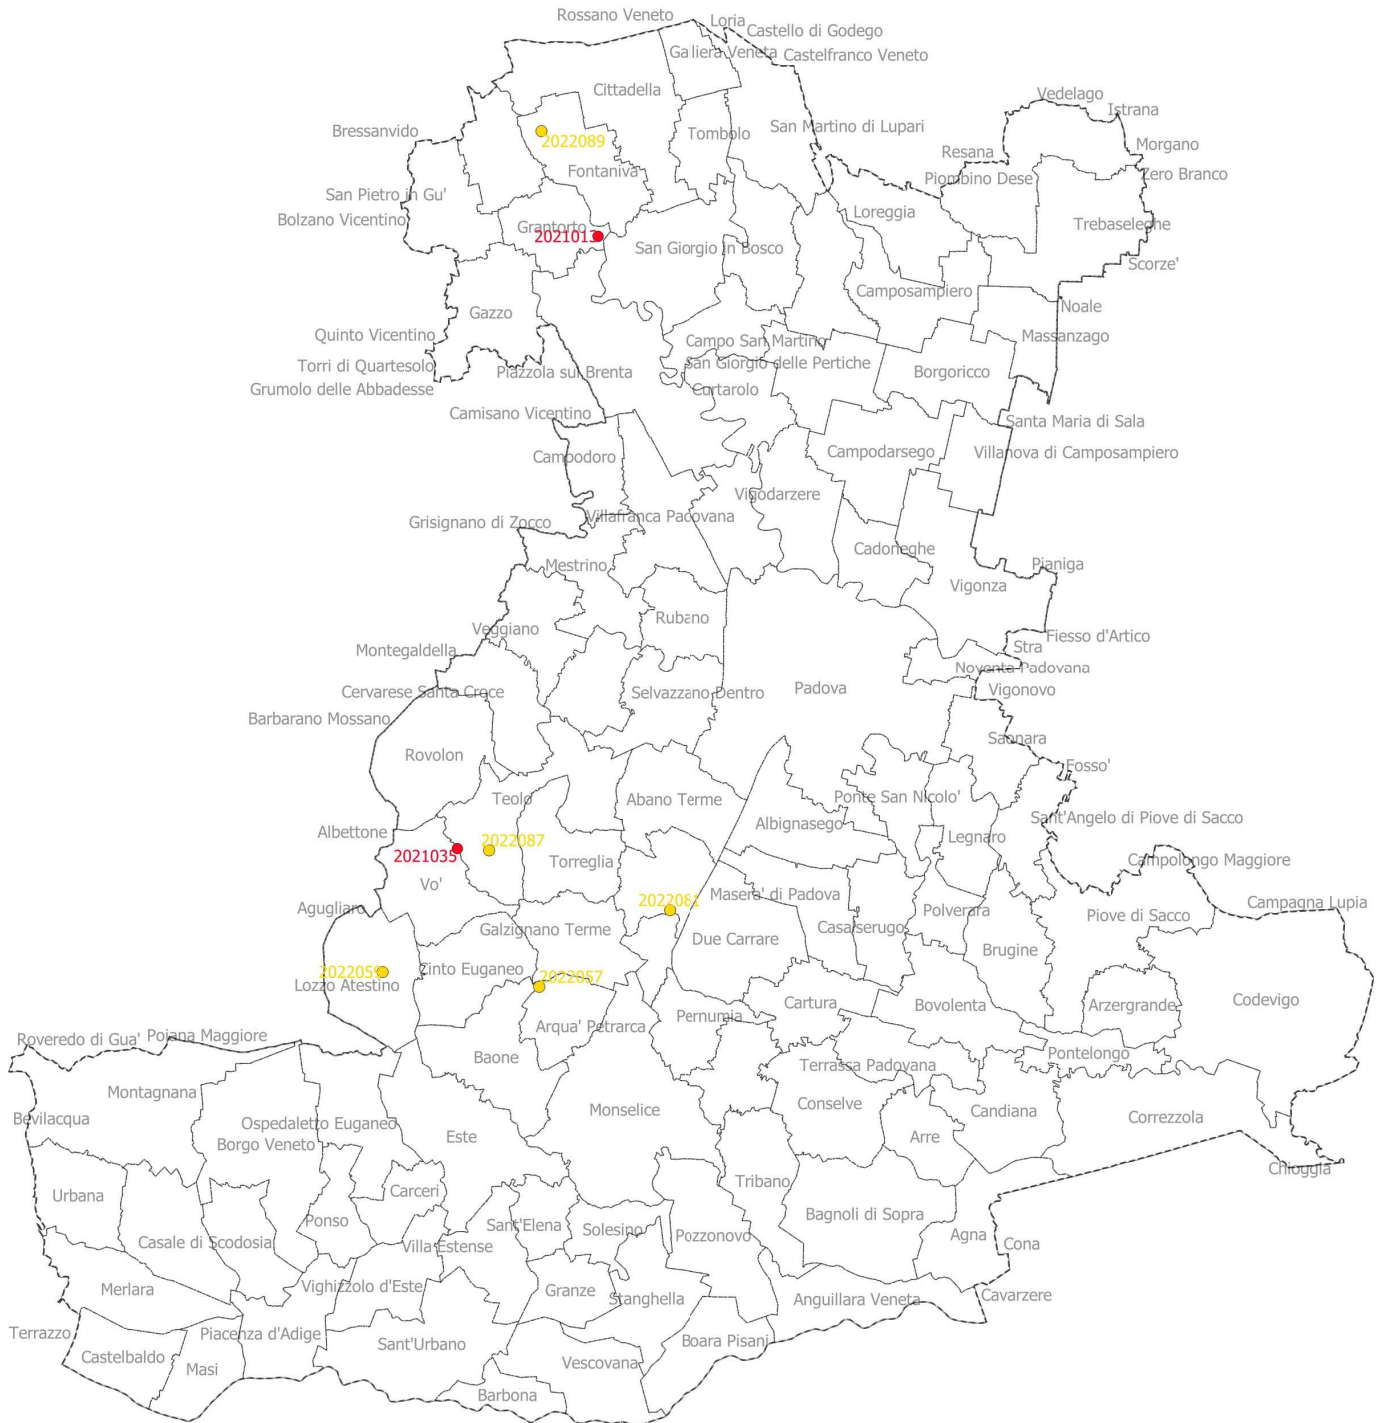 Rossano Veneto
Loria
Castello di Godego
Galliera Veneta
Castelfranco Veneto
Cittadella
Vedelago
Istrana
Bressanvido
2022089
Tombolo
San Martino di Lupari
Morgano
Resana
Fontaniva
Piombino Dese
Zero Branco
San Pietro in Gu'
Loreggia
Bolzano Vicentino
Grantorto
2021013
Trebaseleghe
San Giorgio in Bosco
Scorze'
Camposampiero
Gazzo
Noale
Quinto Vicentino
Massanzago
Campo San Martino
Torri di Quartesolo
San Giorgio delle Pertiche
Piazzola sul Brenta
Borgoricco
Grumolo delle Abbadesse
Curtarolo
Camisano Vicentino
Santa Maria di Sala
Campodoro
Campodarsego
Villanova di Camposampiero
Vigodarzere
Grisignano di Zocco
Villafranca Padovana
Cadoneghe
Mestrino
Pianiga
Vigonza
Rubano
Veggiano
Fiesso d'Artico
Montegaldella
Stra
Noventa Padovana
Cervarese Santa Croce
Selvazzano Dentro
Padova
Vigonovo
Barbarano Mossano
Saonara
Rovolon
Fosso'
Teolo
Abano Terme
Ponte San Nicolo'
Albettone
Albignasego
Sant'Angelo di Piove di Sacco
2022087
Legnaro
2021035
Torreglia
Campolongo Maggiore
Vo'
Masera' di Padova
2022081
Agugliaro
Polverara
Piove di Sacco
Campagna Lupia
Galzignano Terme
Casalserugo
Due Carrare
Brugine
2022059
Cinto Euganeo
2022057
Lozzo Atestino
Cartura
Bovolenta
Arzergrande
Codevigo
Arqua' Petrarca
Pernumia
Roveredo di Gua'
Poiana Maggiore
Baone
Pontelongo
Montagnana
Terrassa Padovana
Bevilacqua
Ospedaletto Euganeo
Monselice
Conselve
Candiana
Correzzola
Borgo Veneto
Este
Arre
Chioggia
Urbana
Carceri
Tribano
Ponso
Sant'Elena
Solesino
Bagnoli di Sopra
Casale di Scodosia
Villa Estense
Pozzonovo
Agna
Cona
Merlara
Vighizzolo d'Este
Granze
Stanghella
Anguillara Veneta
Cavarzere
Terrazzo
Piacenza d'Adige
Sant'Urbano
Boara Pisani
Castelbaldo
Masi
Vescovana
Barbona